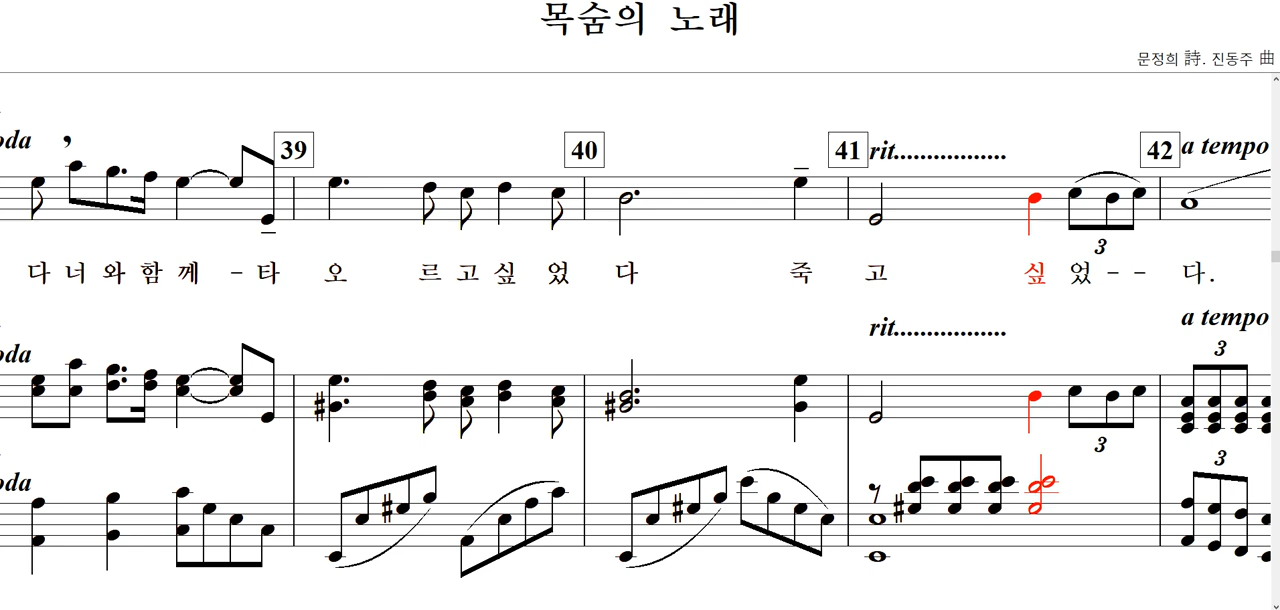 목숨의 노래
문정희 詩. 진동주 曲
oda , 39 40 41 rit................. 42 a tempo
3
다 너 와 함 께 - 타 오 르 고 싶 었 다 죽 고 싶 었 - - 다.
rit................. a tempo
oda 3
3
oda 3